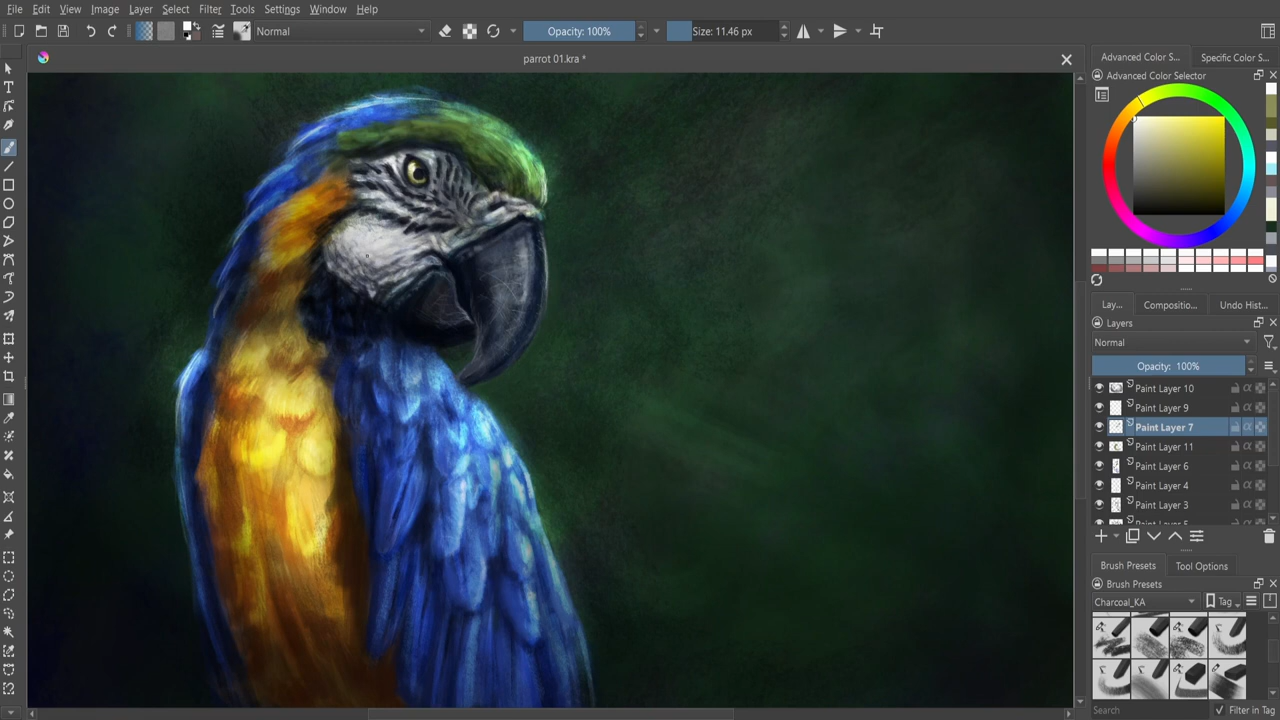 File Edit View Image Layer Select Filter Tools Settings Window Help
Normal Opacity: 100% Size: 11.46 px
parrot 01.kra *
Advanced Color S... Specific Color S...
Advanced Color Selector
Lay... Compositio... Undo Hist...
Layers
Normal
Opacity: 100%
Paint Layer 10
Paint Layer 9
Paint Layer 7
Paint Layer 11
Paint Layer 6
Paint Layer 4
Paint Layer 3
Brush Presets Tool Options
Brush Presets
Charcoal_KA Tag
Search Filter in Tag